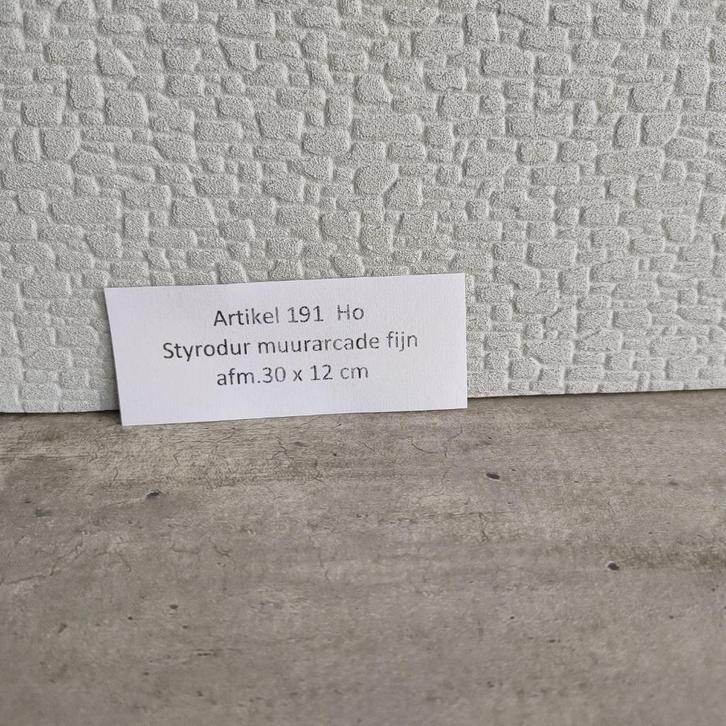 Artikel 191 Ho
Styrodur muurarcade fijn
afm.30 x 12 cm